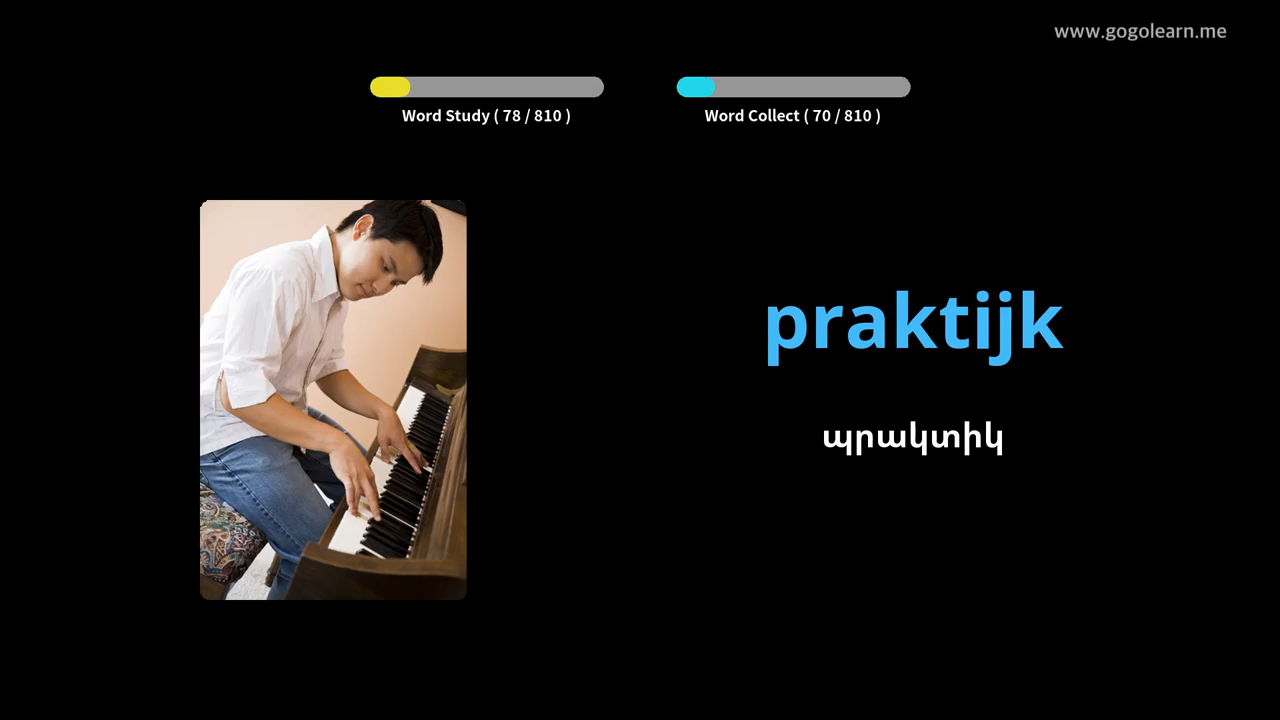 www.gogolearn.me
Word Study ( 78 / 810 )
Word Collect ( 70 / 810 )
praktijk
պրակտիկ